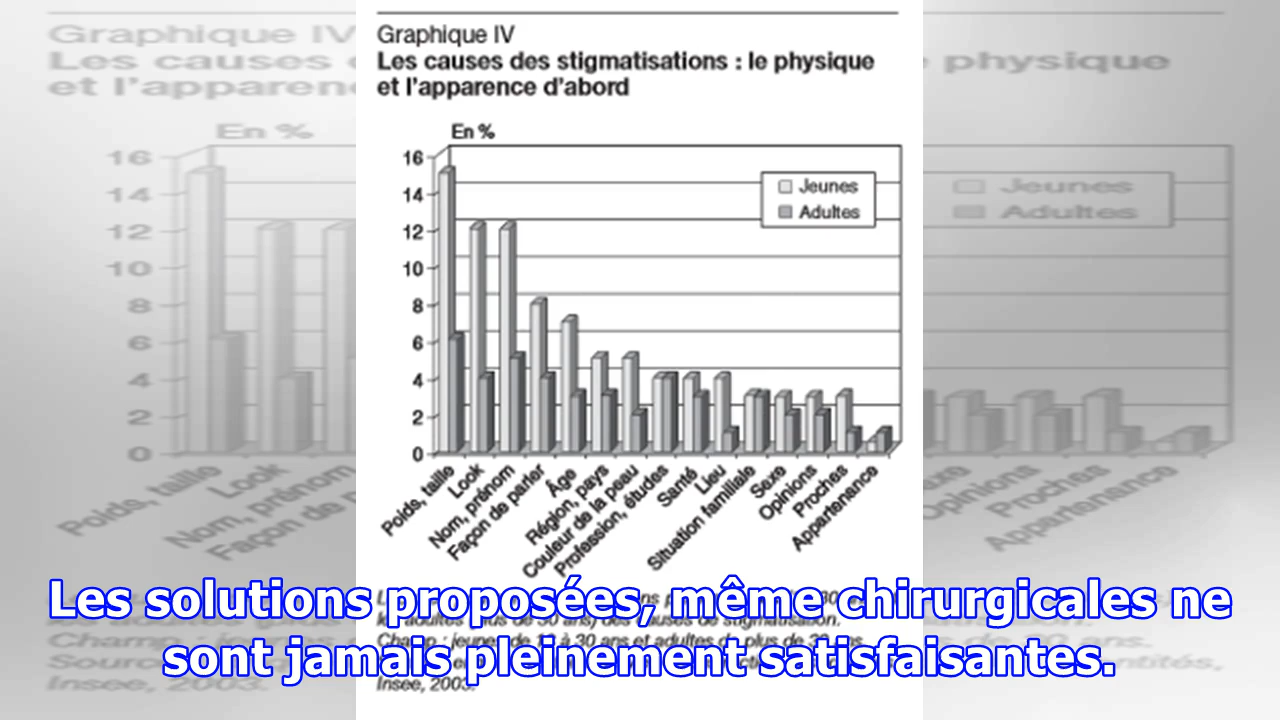 Graphique IV
Les causes des stigmatisations : le physique
et l'apparence d'abord
En %
16
14
12
10
8
6
4
2
0
Jeunes
Adultes
Poids, taille
Look
Nom, prénom
Façon de parler
Âge
Région, pays
Couleur de la peau
Profession, études
Santé
Lieu
Situation familiale
Sexe
Opinions
Proches
Appartenance
Les solutions proposées, même chirurgicales ne
sont jamais pleinement satisfaisantes.
Insee, 2003.